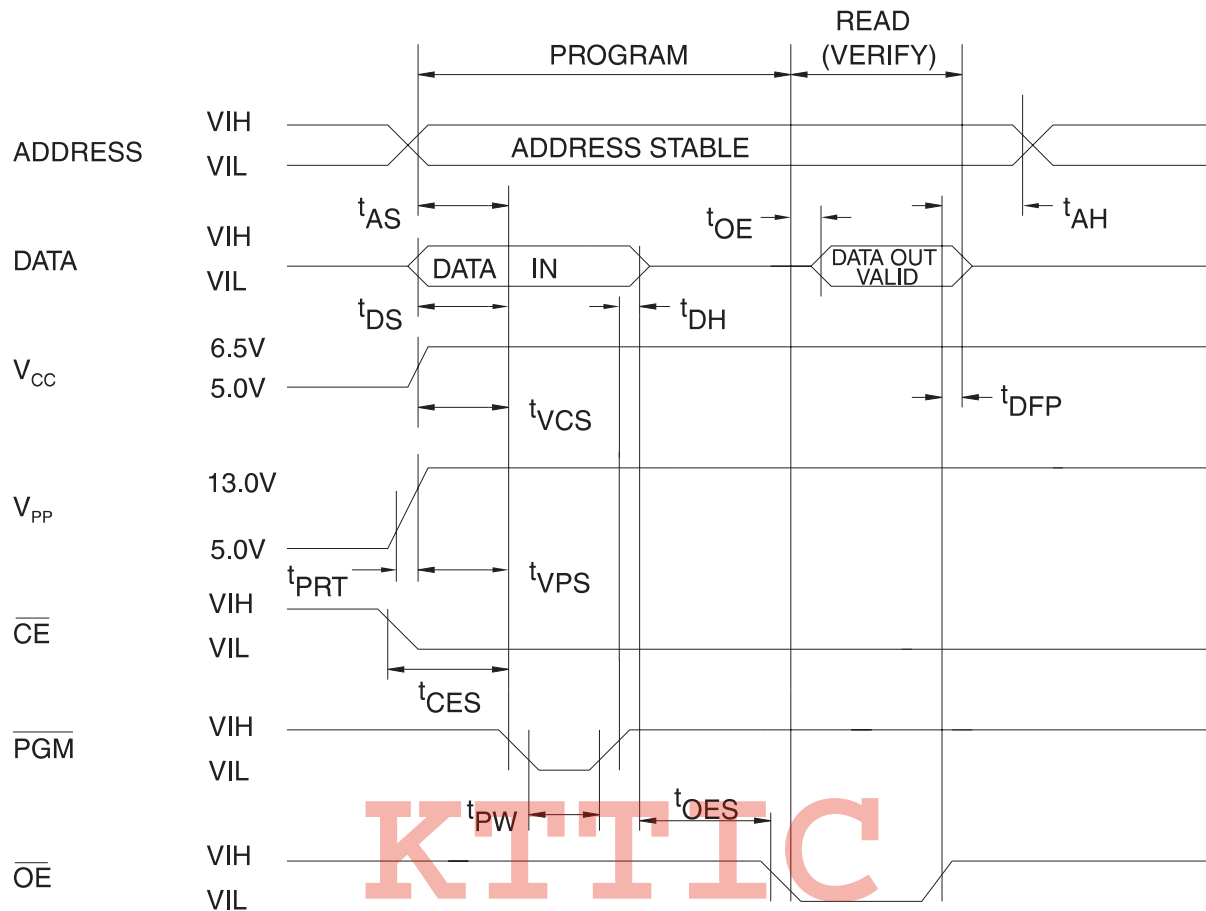 READ
PROGRAM (VERIFY)
ADDRESS VIH VIL ADDRESS STABLE
tAS tOE tAH
DATA VIH VIL DATA IN DATA OUT
VALID
tDS tDH
VCC 6.5V 5.0V
tVCS tDFP
VPP 13.0V 5.0V
tPRT tVPS
CE VIH VIL
tCES
PGM VIH VIL
tPW tOES
OE VIH VIL
KTTIC